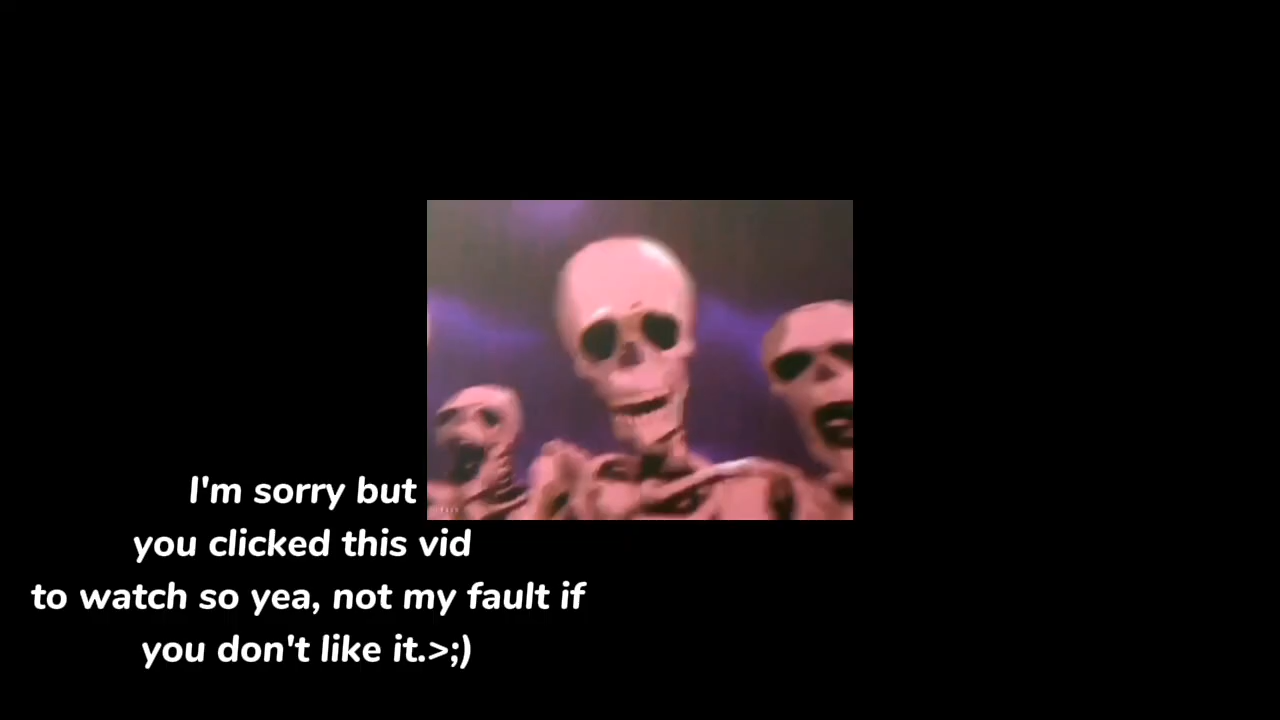 I'm sorry but
you clicked this vid
to watch so yea, not my fault if
you don't like it.>;)